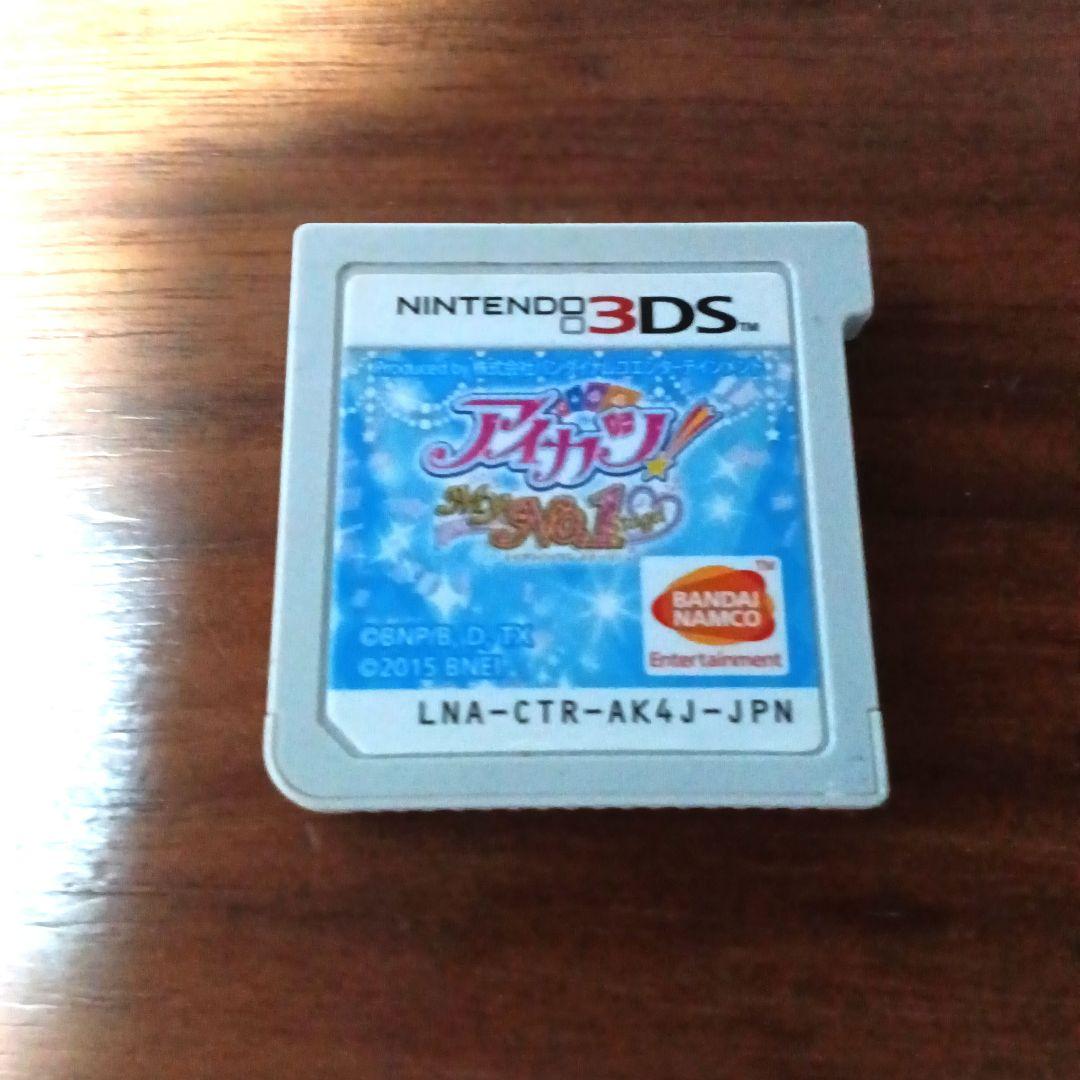 NINTENDO 3DS™
Produced by 株式会社 バンダイナムコエンターテインメント
アイカツ!
My No.1
TM
BANDAI
NAMCO
Entertainment
©BNP/B, D, TX
©2015 BNEI
LNA-CTR-AK4J-JPN